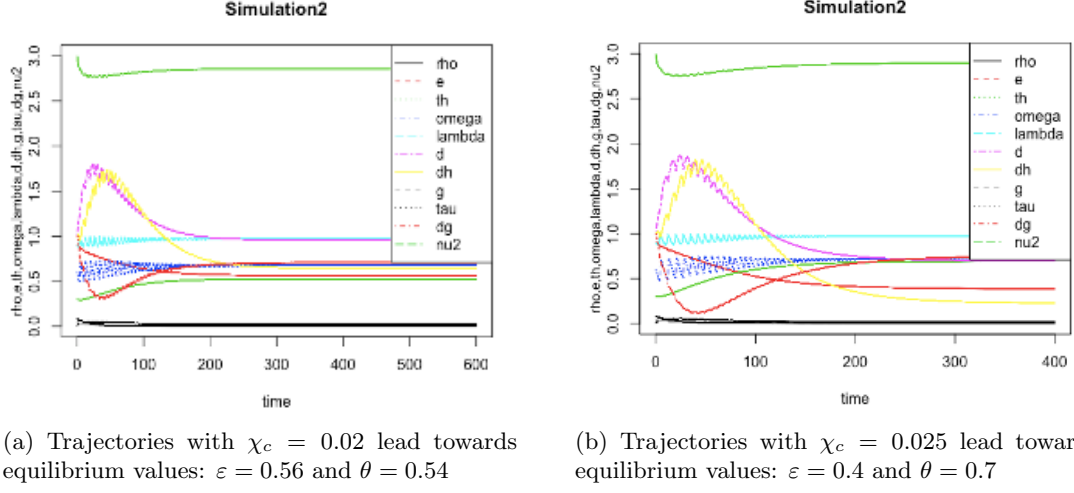 Simulation2
rho,e,th,omega,lambda,d,dh,g,tau,dg,nu2
3.0
2.5
2.0
1.5
1.0
0.5
0.0
0
100
200
300
400
500
600
time
rho
e
th
omega
lambda
d
dh
g
tau
dg
nu2
(a) Trajectories with χc = 0.02 lead towards
equilibrium values: ε = 0.56 and θ = 0.54
Simulation2
rho,e,th,omega,lambda,d,dh,g,tau,dg,nu2
3.0
2.5
2.0
1.5
1.0
0.5
0.0
0
100
200
300
400
time
rho
e
th
omega
lambda
d
dh
g
tau
dg
nu2
(b) Trajectories with χc = 0.025 lead towar
equilibrium values: ε = 0.4 and θ = 0.7